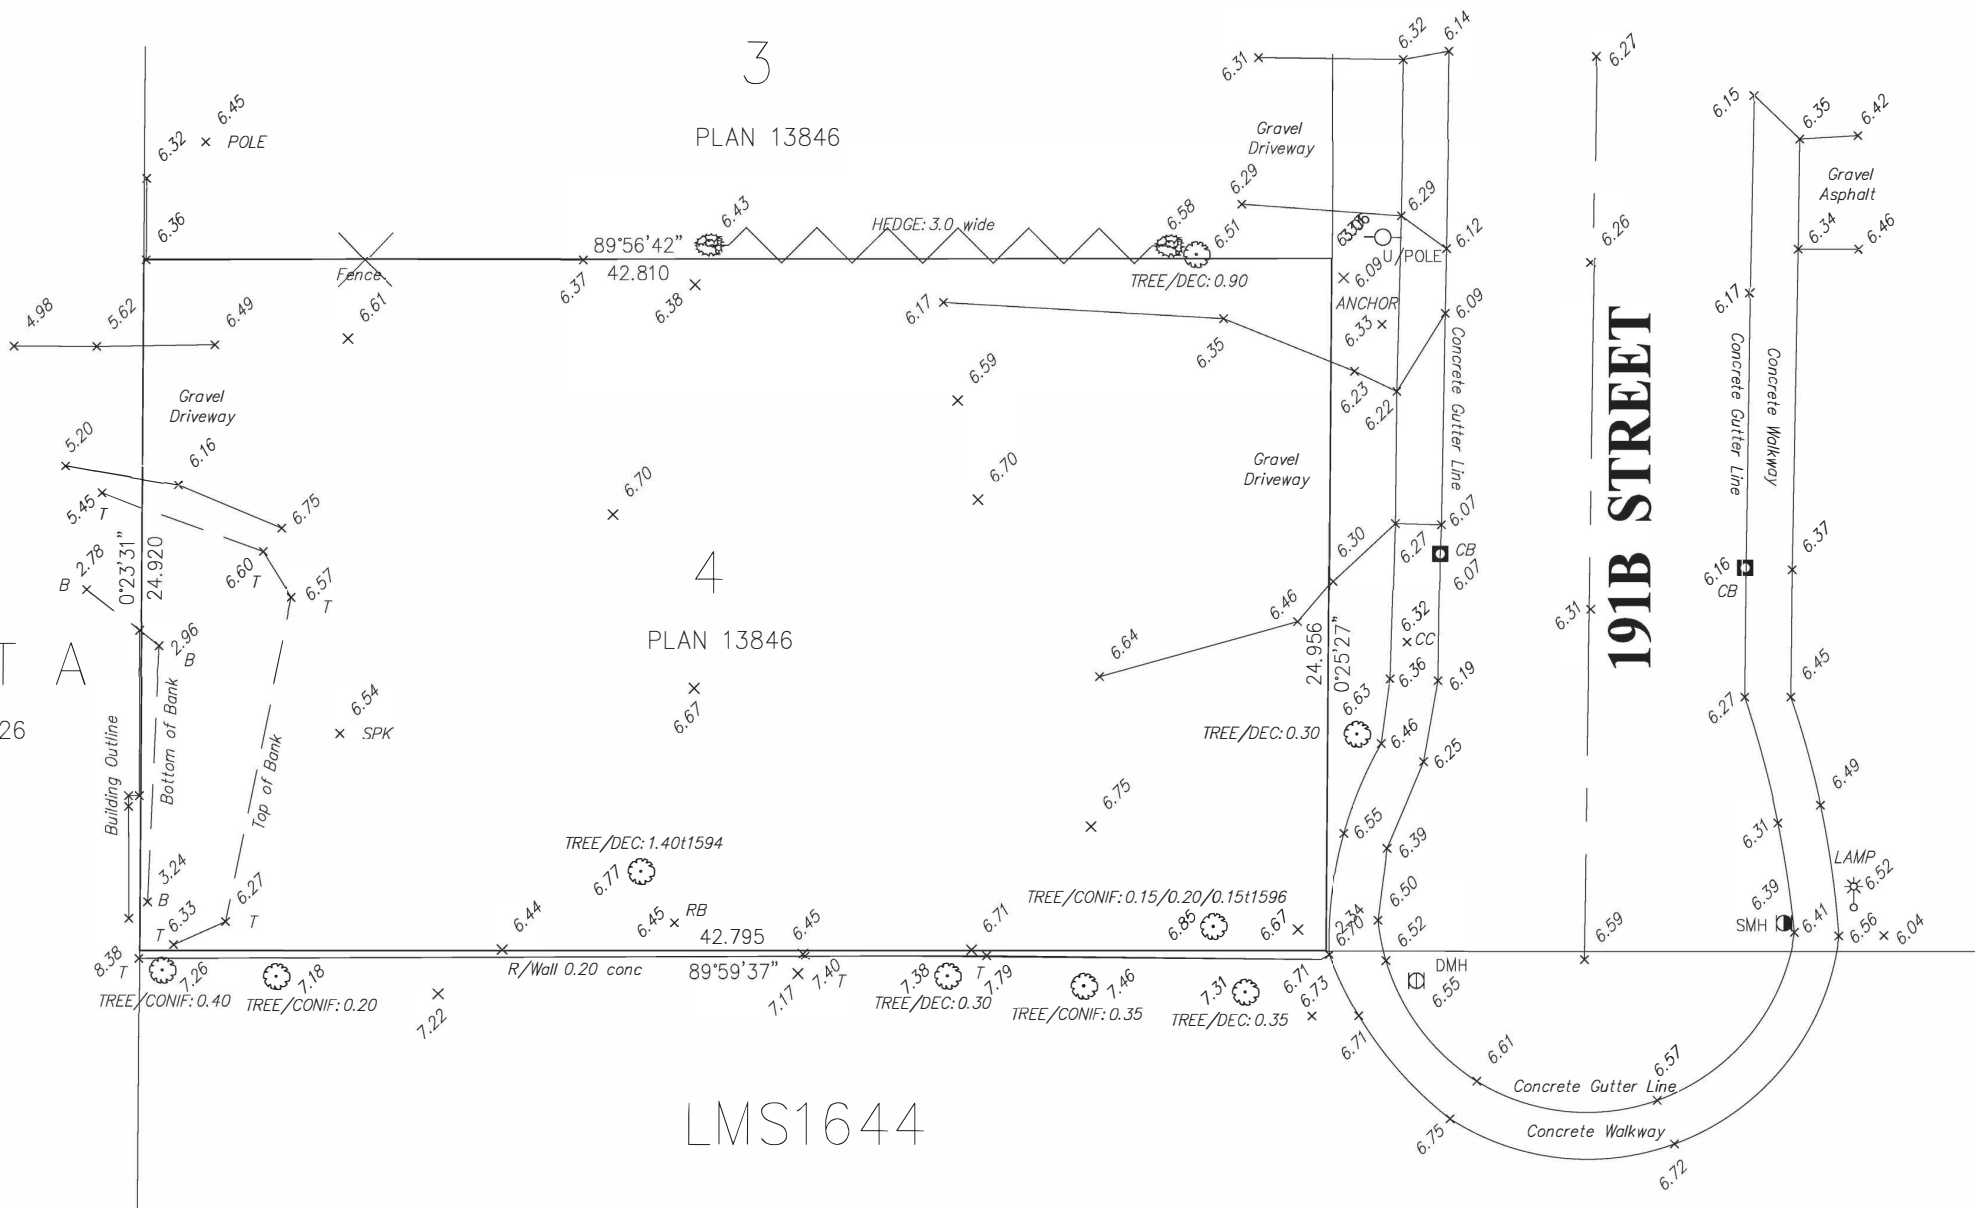 3
PLAN 13846
6.32
6.45
POLE
6.36
Fence
89°56'42"
42.810
6.43
HEDGE: 3.0 wide
6.58
6.51
TREE/DEC: 0.90
6.31
6.32
6.14
6.27
Gravel
Driveway
6.29
6.29
U/POLE
6.12
6.26
6.09
ANCHOR
6.33
6.09
6.15
6.35
6.42
Gravel
Asphalt
6.34
6.46
6.17
4.98
5.62
6.49
6.61
6.37
6.38
6.17
6.35
6.23
6.22
6.59
Gravel
Driveway
5.20
6.16
5.45
T
6.75
6.70
6.70
Gravel
Driveway
Concrete Gutter Line
191B STREET
Concrete Gutter Line
Concrete Walkway
2.78
B
0°23'31"
24.920
6.60
T
6.57
T
4
PLAN 13846
6.30
6.27
6.07
CB
6.07
6.16
CB
6.37
2.96
B
6.46
6.64
24.956
0°25'27"
6.32
CC
6.31
T A
26
6.36
6.19
6.27
6.45
6.54
SPK
6.67
6.63
TREE/DEC: 0.30
6.46
6.25
Building Outline
Bottom of Bank
Top of Bank
6.75
6.55
6.39
6.31
6.49
TREE/DEC: 1.40t1594
6.77
3.24
B
6.27
T
6.33
T
6.44
6.45
RB
42.795
6.45
6.71
TREE/CONIF: 0.15/0.20/0.15t1596
6.85
6.67
6.70
6.50
6.52
6.59
6.39
SMH
6.41
LAMP
6.52
6.56
6.04
8.38
T
7.26
TREE/CONIF: 0.40
7.18
TREE/CONIF: 0.20
R/Wall 0.20 conc
89°59'37"
7.22
7.17
7.40
T
7.38
T
7.79
TREE/DEC: 0.30
7.46
TREE/CONIF: 0.35
7.31
TREE/DEC: 0.35
6.71
6.73
DMH
6.55
6.71
6.61
6.57
Concrete Gutter Line
LMS1644
6.75
Concrete Walkway
6.72